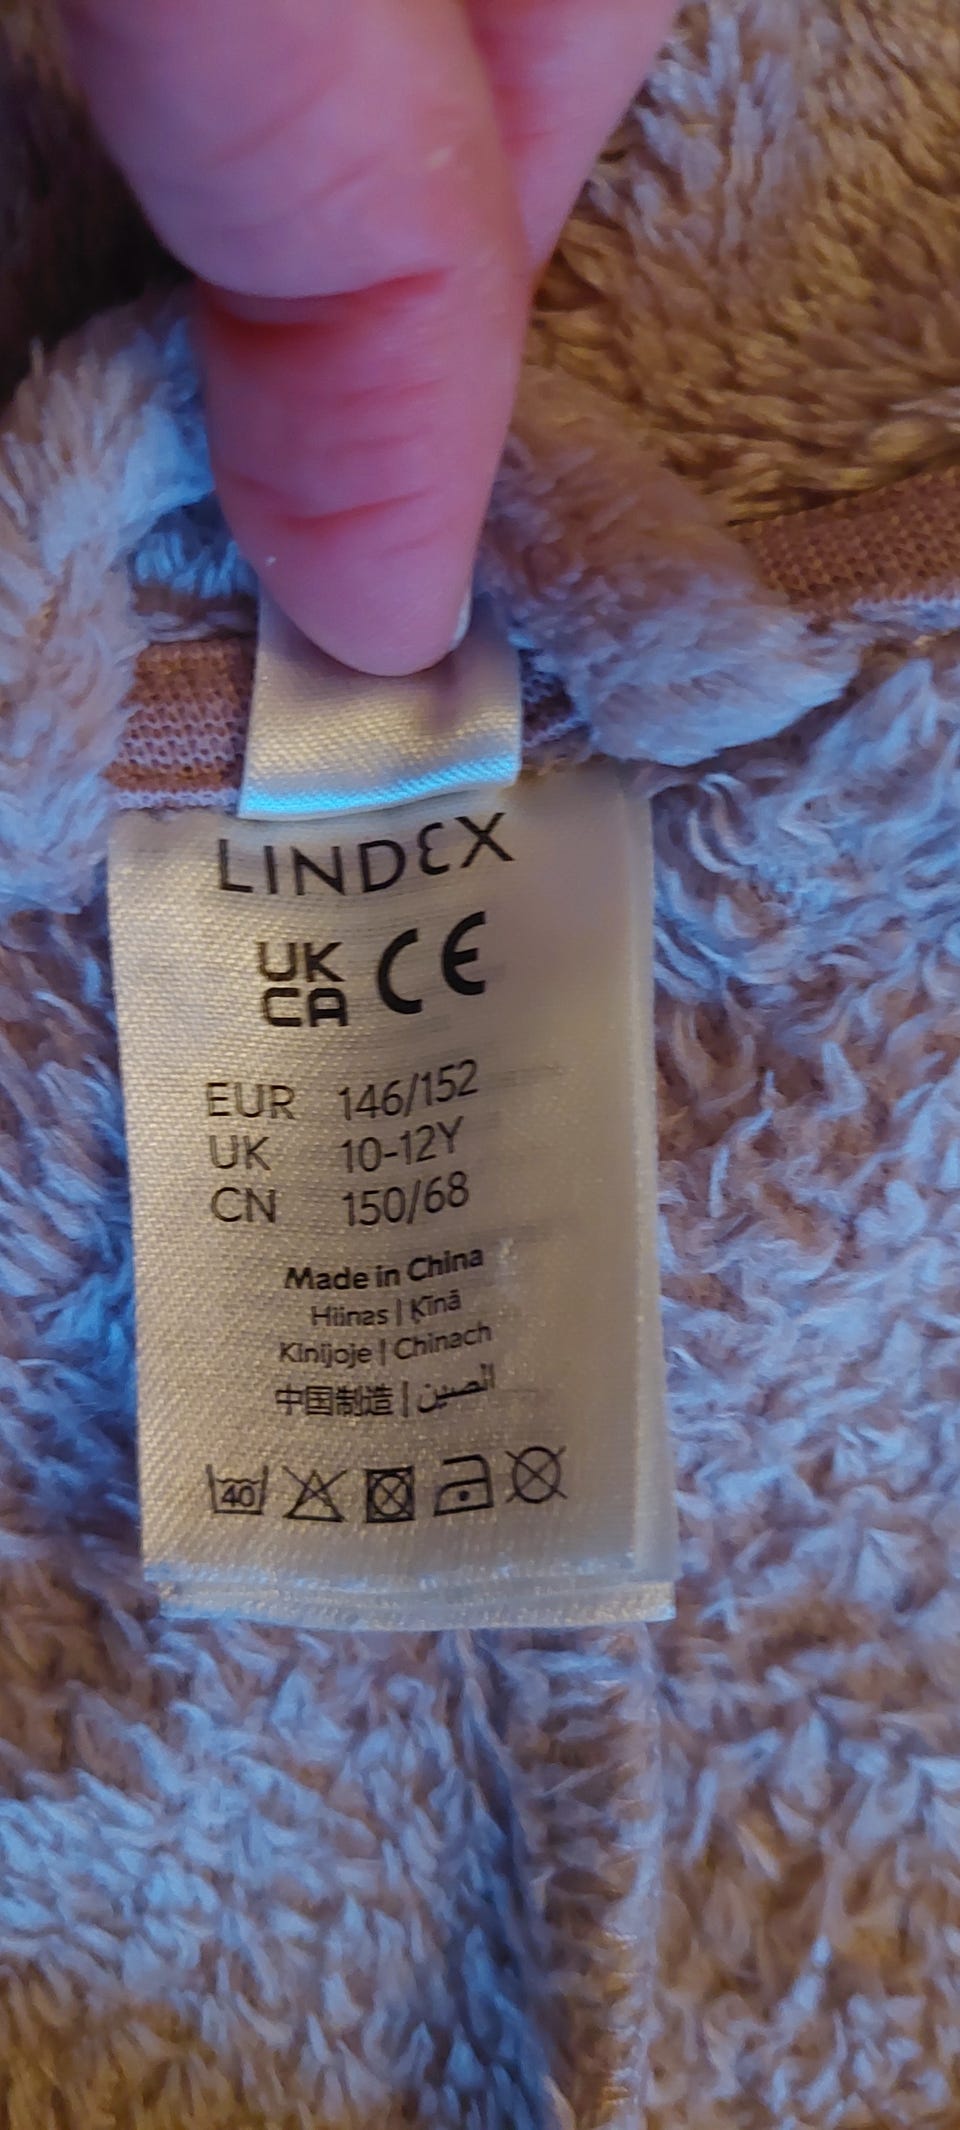 LINDEX
UK
CA CE
EUR 146/152
UK 10-12Y
CN 150/68
Made in China
Hiinas | Ķīnā
Kinijoje | Chinach
中国制造 | الصين
40